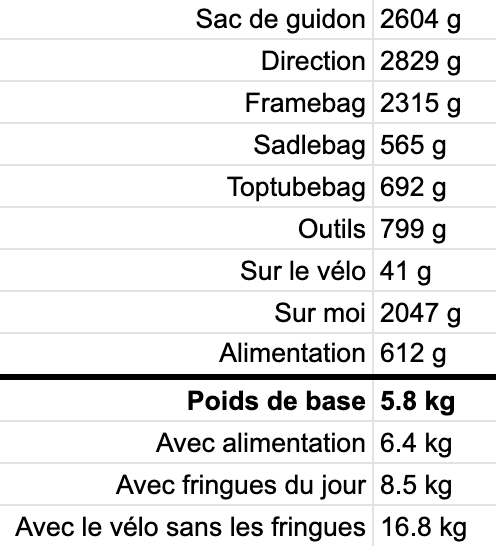 Sac de guidon 2604 g
Direction 2829 g
Framebag 2315 g
Sadlebag 565 g
Toptubebag 692 g
Outils 799 g
Sur le vélo 41 g
Sur moi 2047 g
Alimentation 612 g
Poids de base 5.8 kg
Avec alimentation 6.4 kg
Avec fringues du jour 8.5 kg
Avec le vélo sans les fringues 16.8 kg